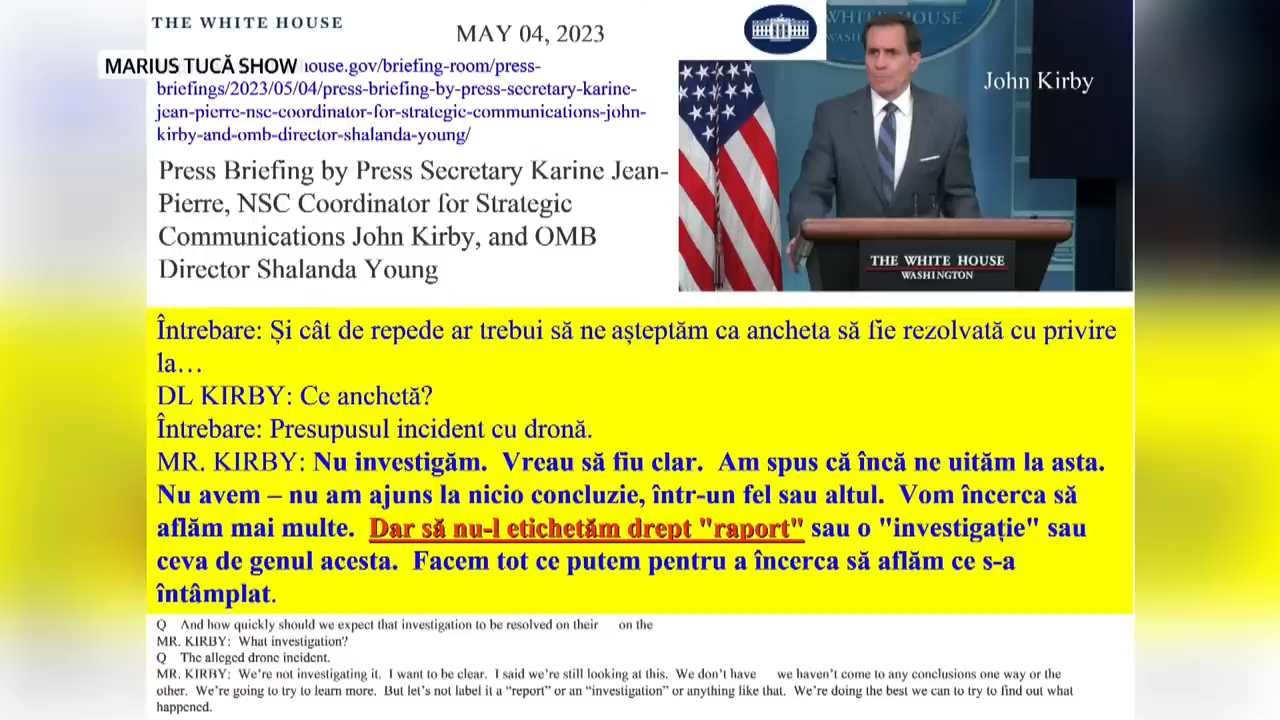 THE WHITE HOUSE
MAY 04, 2023
WHITE HOUSE
WASHI
MARIUS TUCĂ SHOW
house.gov/briefing-room/press-
briefings/2023/05/04/press-briefing-by-press-secretary-karine-
jean-pierre-nsc-coordinator-for-strategic-communications-john-
kirby-and-omb-director-shalanda-young/
John Kirby
Press Briefing by Press Secretary Karine Jean-
Pierre, NSC Coordinator for Strategic
Communications John Kirby, and OMB
Director Shalanda Young
THE WHITE HOUSE
WASHINGTON
Întrebare: Și cât de repede ar trebui să ne așteptăm ca ancheta să fie rezolvată cu privire
la…
DL KIRBY: Ce anchetă?
Întrebare: Presupusul incident cu dronă.
MR. KIRBY: Nu investigăm. Vreau să fiu clar. Am spus că încă ne uităm la asta.
Nu avem – nu am ajuns la nicio concluzie, într-un fel sau altul. Vom încerca să
aflăm mai multe. Dar să nu-l etichetăm drept "raport" sau o "investigație" sau
ceva de genul acesta. Facem tot ce putem pentru a încerca să aflăm ce s-a
întâmplat.
Q And how quickly should we expect that investigation to be resolved on their on the
MR. KIRBY: What investigation?
Q The alleged drone incident.
MR. KIRBY: We're not investigating it. I want to be clear. I said we're still looking at this. We don't have we haven't come to any conclusions one way or the
other. We're going to try to learn more. But let's not label it a “report” or an “investigation” or anything like that. We're doing the best we can to try to find out what
happened.